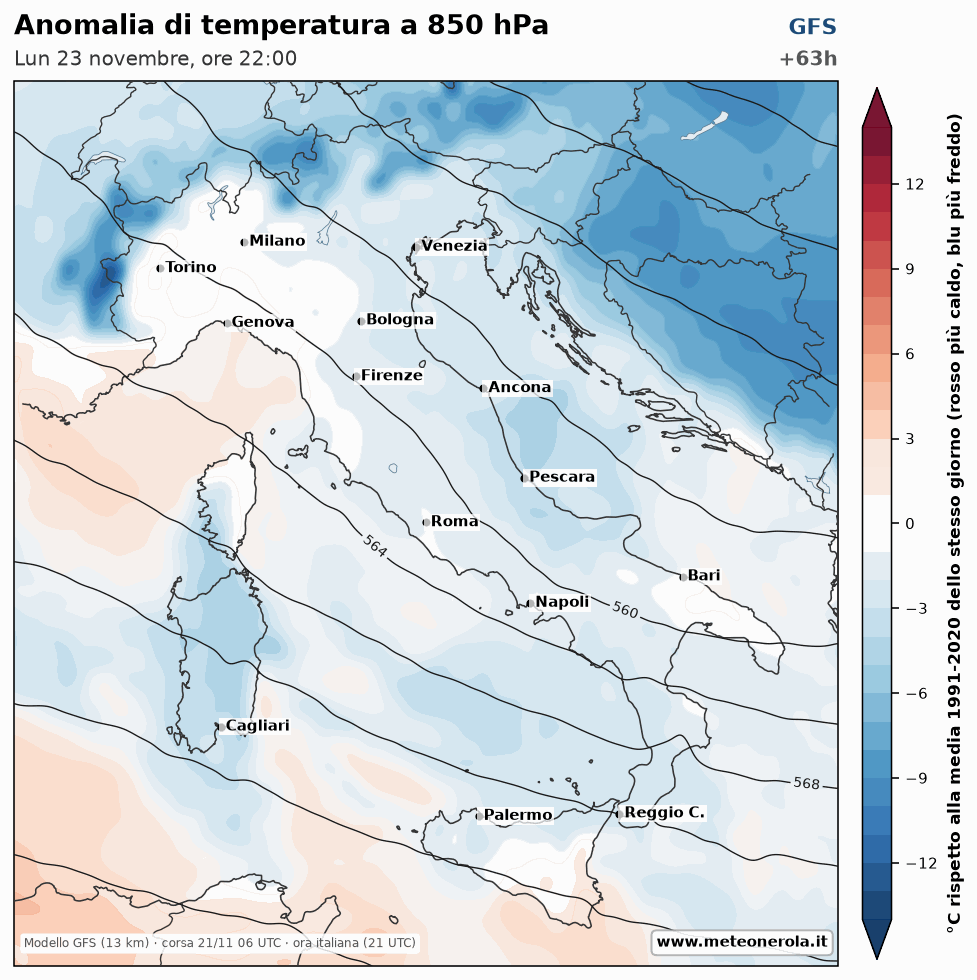 Anomalia di temperatura a 850 hPa
GFS
Lun 23 novembre, ore 22:00
+63h
Milano
Venezia
Torino
Genova
Bologna
Firenze
Ancona
Pescara
Roma
564
Bari
Napoli
560
Cagliari
568
Palermo
Reggio C.
Modello GFS (13 km) · corsa 21/11 06 UTC · ora italiana (21 UTC)
www.meteonerola.it
12
9
6
3
0
−3
−6
−9
−12
°C rispetto alla media 1991-2020 dello stesso giorno (rosso più caldo, blu più freddo)